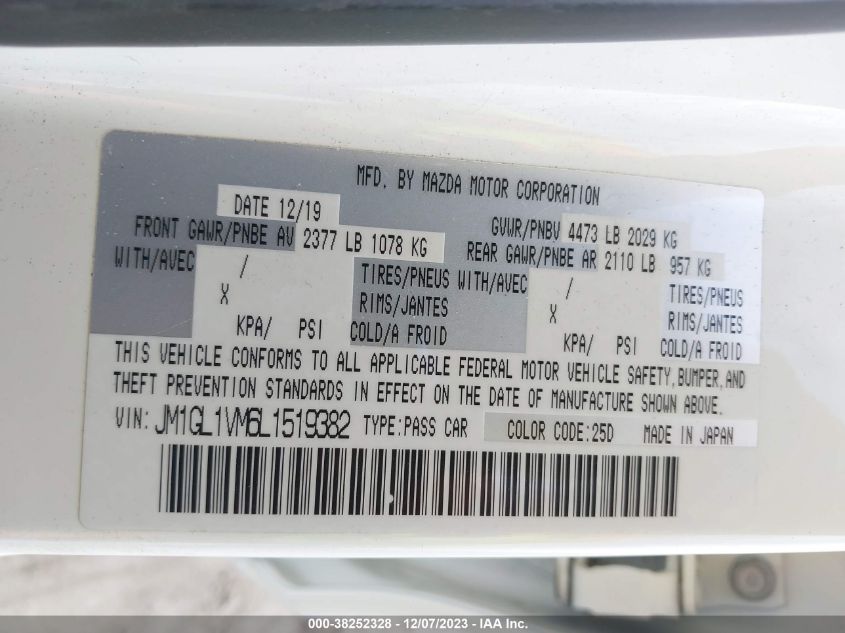 MFD. BY MAZDA MOTOR CORPORATION
DATE 12/19
GVWR/PNBV 4473 LB 2029 KG
FRONT GAWR/PNBE AV 2377 LB 1078 KG
REAR GAWR/PNBE AR 2110 LB 957 KG
WITH/AVEC / TIRES/PNEUS WITH/AVEC / TIRES/PNEUS
X RIMS/JANTES X RIMS/JANTES
KPA/ PSI COLD/A FROID KPA/ PSI COLD/A FROID
THIS VEHICLE CONFORMS TO ALL APPLICABLE FEDERAL MOTOR VEHICLE SAFETY, BUMPER, AND
THEFT PREVENTION STANDARDS IN EFFECT ON THE DATE OF MANUFACTURE SHOWN ABOVE.
VIN: JM1GL1VM6L1519382 TYPE:PASS CAR COLOR CODE:25D MADE IN JAPAN
000-38252328 - 12/07/2023 - IAA Inc.